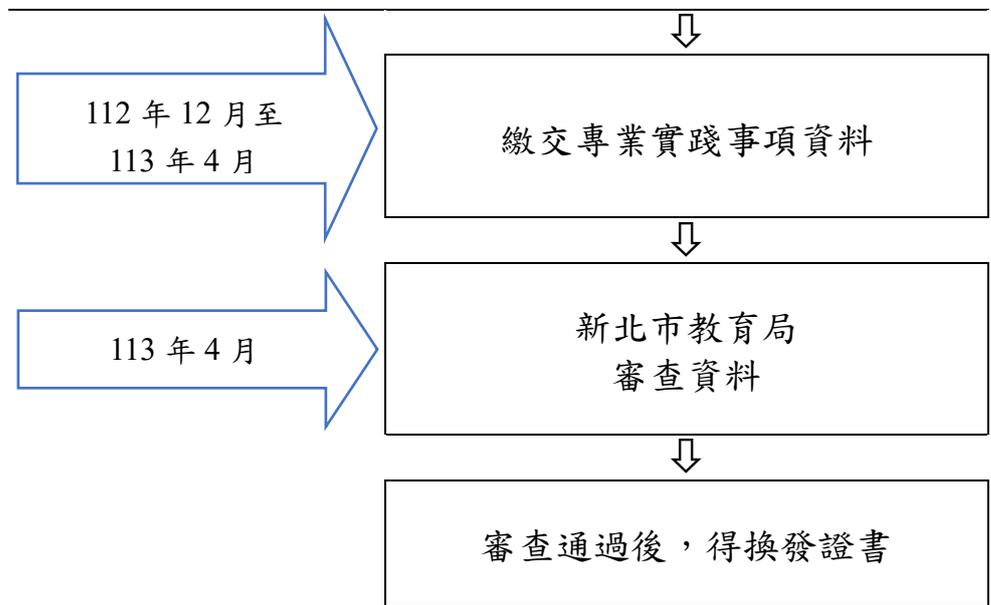 112 年 12 月至
113 年 4 月
繳交專業實踐事項資料
113 年 4 月
新北市教育局
審查資料
審查通過後，得換發證書